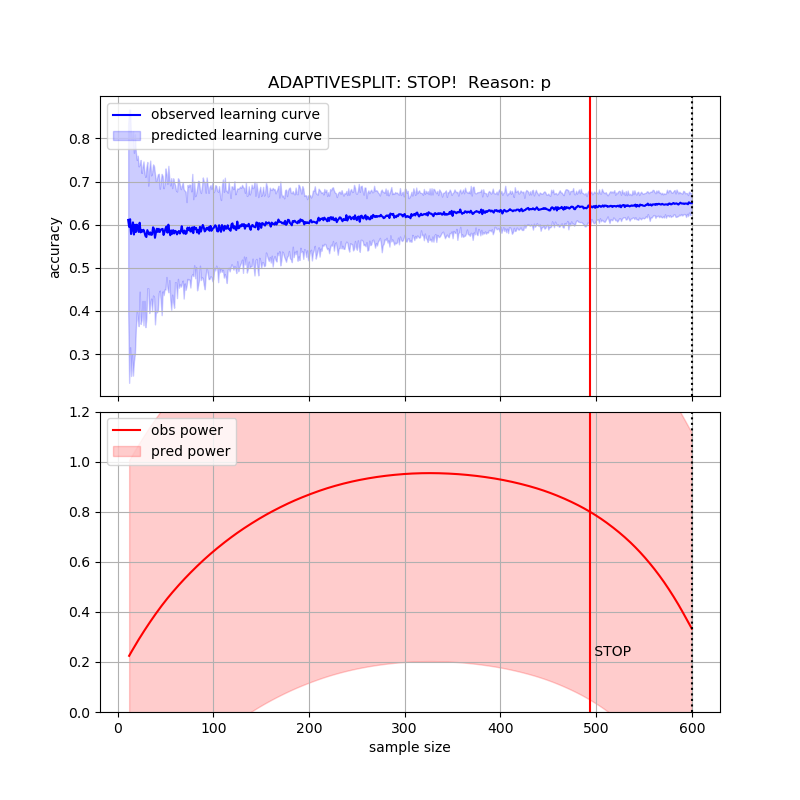 ADAPTIVESPLIT: STOP!  Reason: p
observed learning curve
predicted learning curve
0.8
0.7
0.6
0.5
0.4
0.3
accuracy
obs power
pred power
1.2
1.0
0.8
0.6
0.4
0.2
0.0
STOP
0 100 200 300 400 500 600
sample size